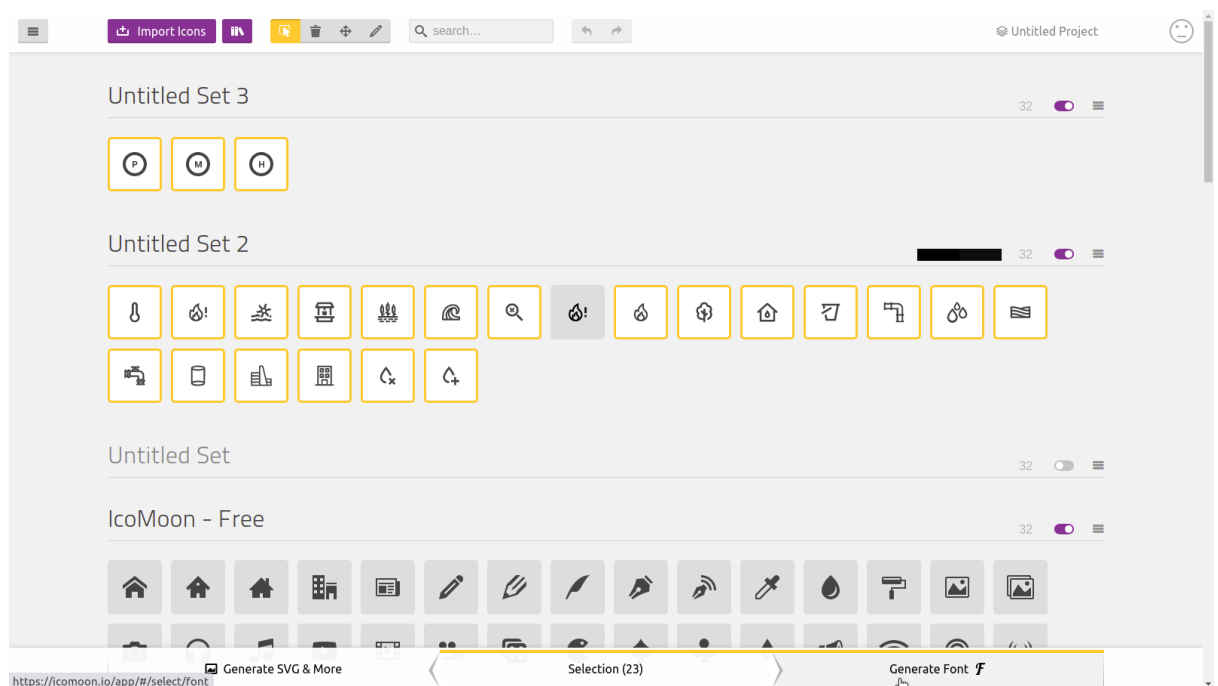 Import Icons
search...
Untitled Project
Untitled Set 3
32
P M H
Untitled Set 2
32
Untitled Set
32
IcoMoon - Free
32
Generate SVG & More
Selection (23)
Generate Font F
https://icomoon.io/app/#/select/font